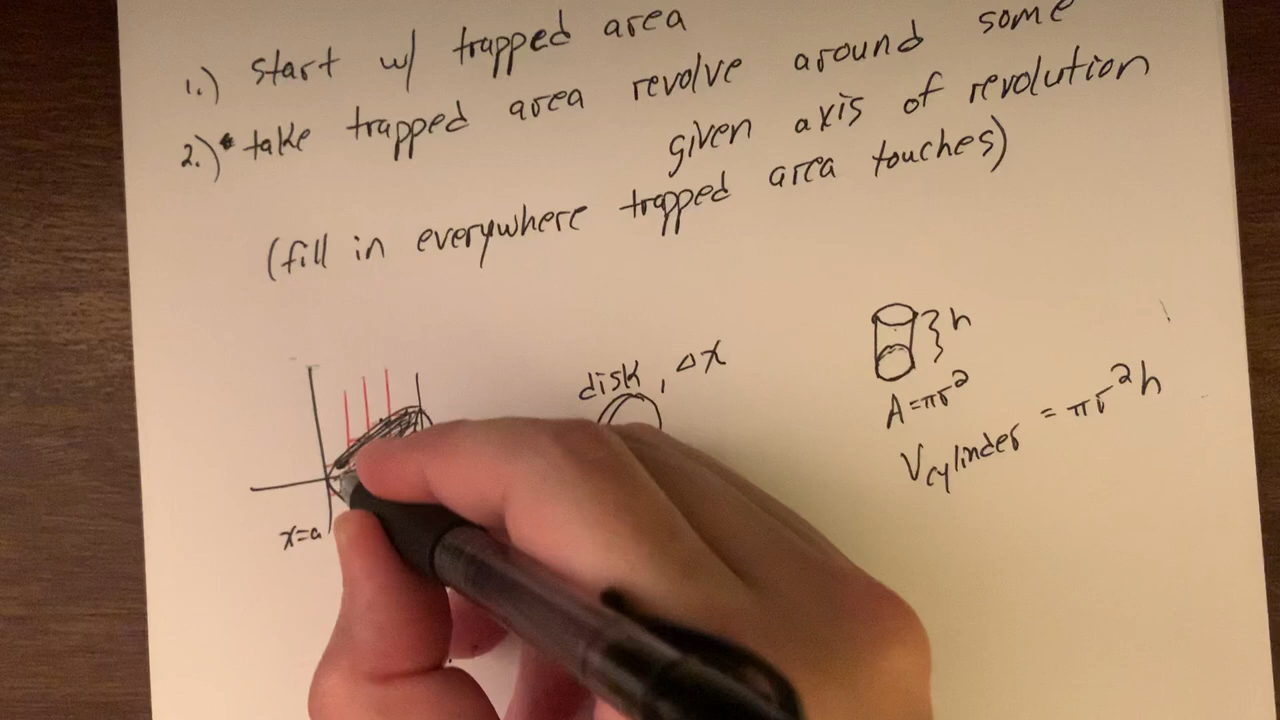 1.) start w/ trapped area
2.) take trapped area revolve around some
given axis of revolution
(fill in everywhere trapped area touches)
h
disk, Δx
A=πr²
V cylinder = πr²h
x=a